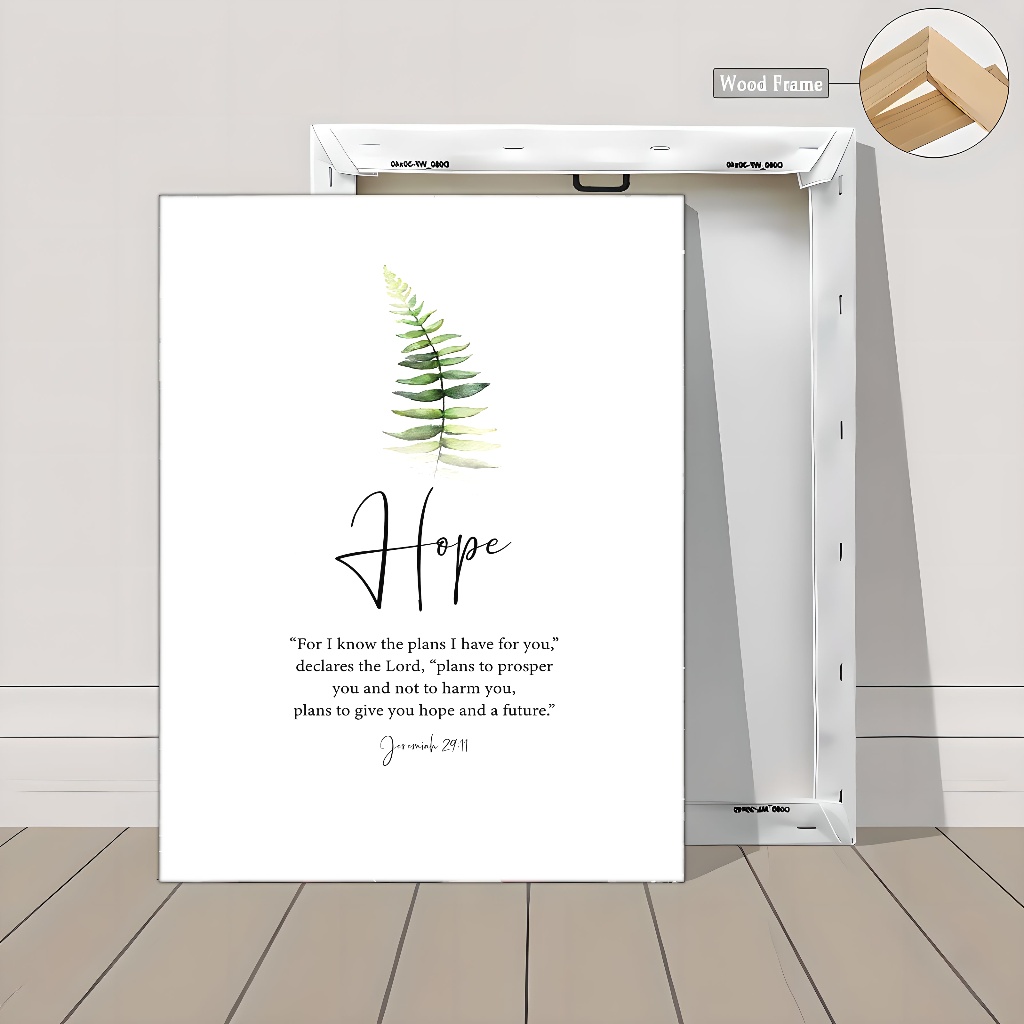 Wood Frame
Hope
“For I know the plans I have for you,”
declares the Lord, “plans to prosper
you and not to harm you,
plans to give you hope and a future.”
Jeremiah 29:11